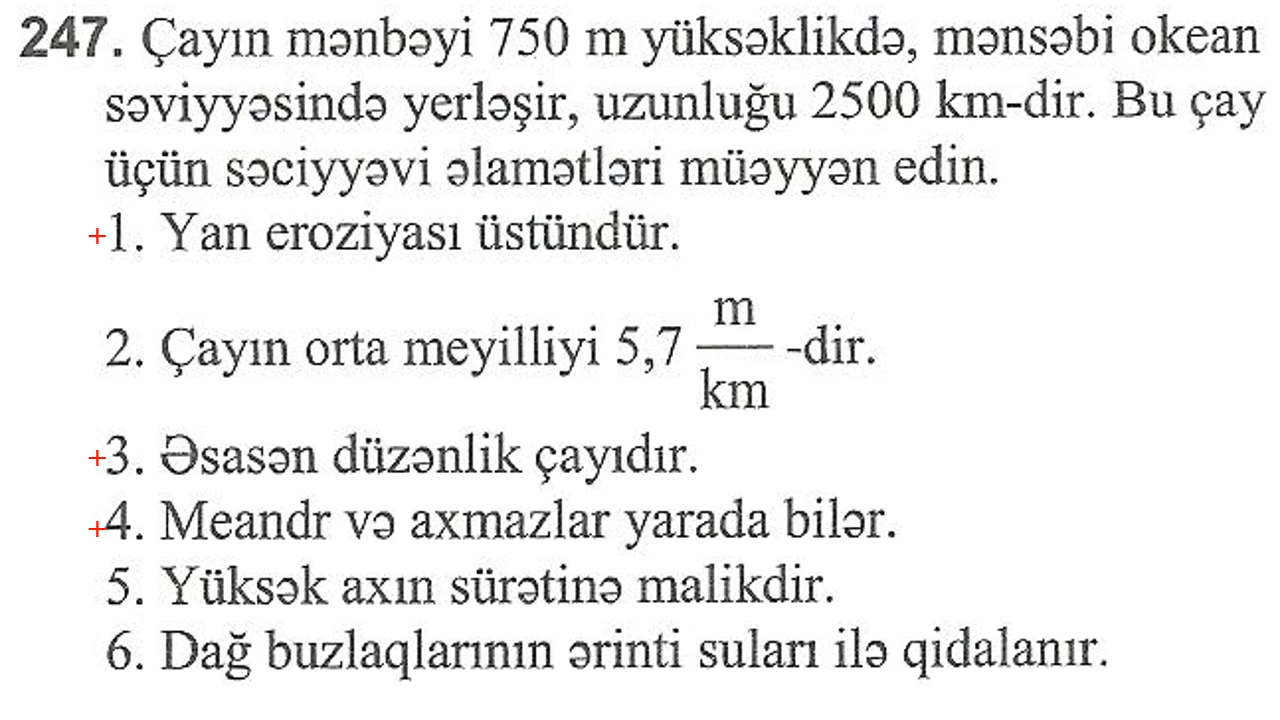 247. Çayın mənbəyi 750 m yüksəklikdə, mənsəbi okean
səviyyəsində yerləşir, uzunluğu 2500 km-dir. Bu çay
üçün səciyyəvi əlamətləri müəyyən edin.
+1. Yan eroziyası üstündür.
2. Çayın orta meyilliyi 5,7 m/km -dir.
+3. Əsasən düzənlik çayıdır.
+4. Meandr və axmazlar yarada bilər.
5. Yüksək axın sürətinə malikdir.
6. Dağ buzlaqlarının ərinti suları ilə qidalanır.